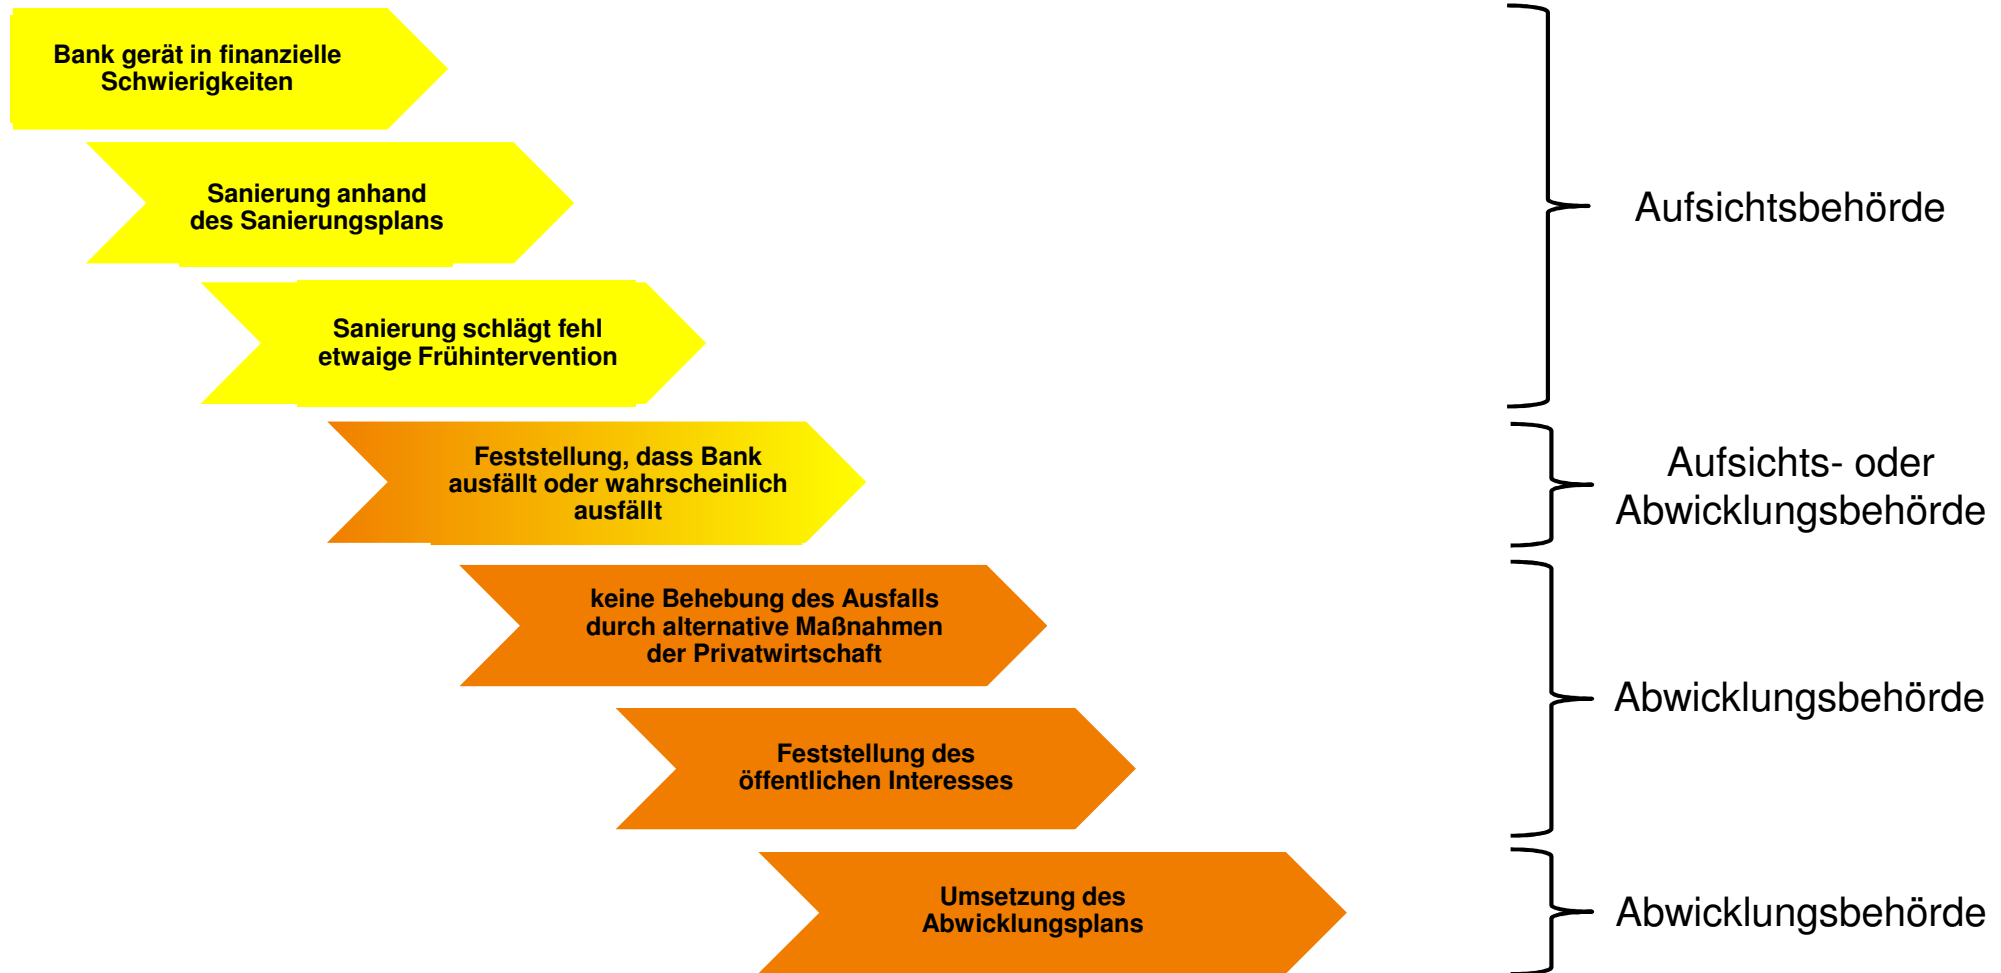 Bank gerät in finanzielle
Schwierigkeiten
Sanierung anhand
des Sanierungsplans
Sanierung schlägt fehl
etwaige Frühintervention
Aufsichtsbehörde
Feststellung, dass Bank
ausfällt oder wahrscheinlich
ausfällt
Aufsichts- oder
Abwicklungsbehörde
keine Behebung des Ausfalls
durch alternative Maßnahmen
der Privatwirtschaft
Feststellung des
öffentlichen Interesses
Abwicklungsbehörde
Umsetzung des
Abwicklungsplans
Abwicklungsbehörde